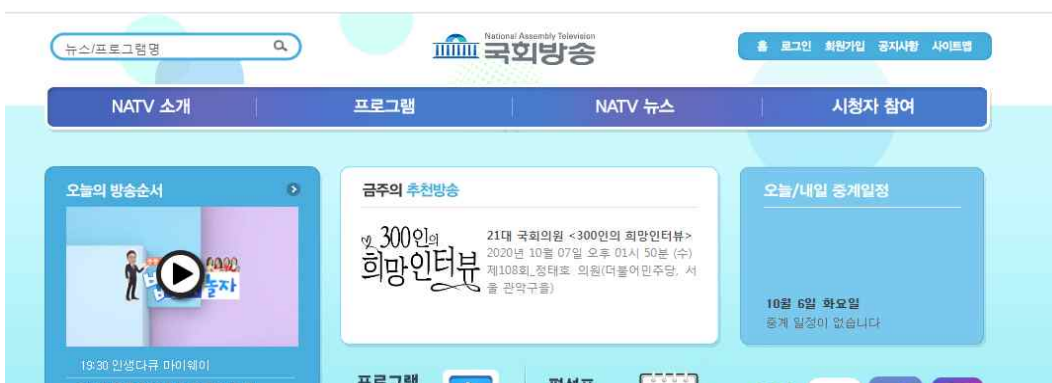 뉴스/프로그램명
National Assembly Television
국회방송
홈 로그인 회원가입 공지사항 사이트맵
NATV 소개
프로그램
NATV 뉴스
시청자 참여
오늘의 방송순서
놀자
19:30 인생다큐 마이웨이
금주의 추천방송
300인의
희망인터뷰
21대 국회의원 <300인의 희망인터뷰>
2020년 10월 07일 오후 01시 50분 (수)
제108회_정태호 의원(더불어민주당, 서
울 관악구을)
오늘/내일 중계일정
10월 6일 화요일
중계 일정이 없습니다
프로그램
편성표